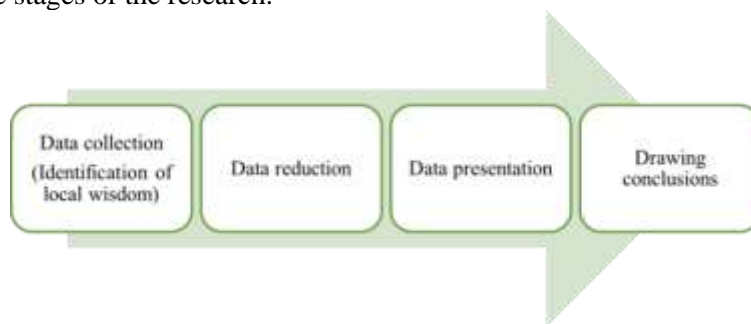 stages of the research.
Data collection
(Identification of
local wisdom)
Data reduction
Data presentation
Drawing
conclusions